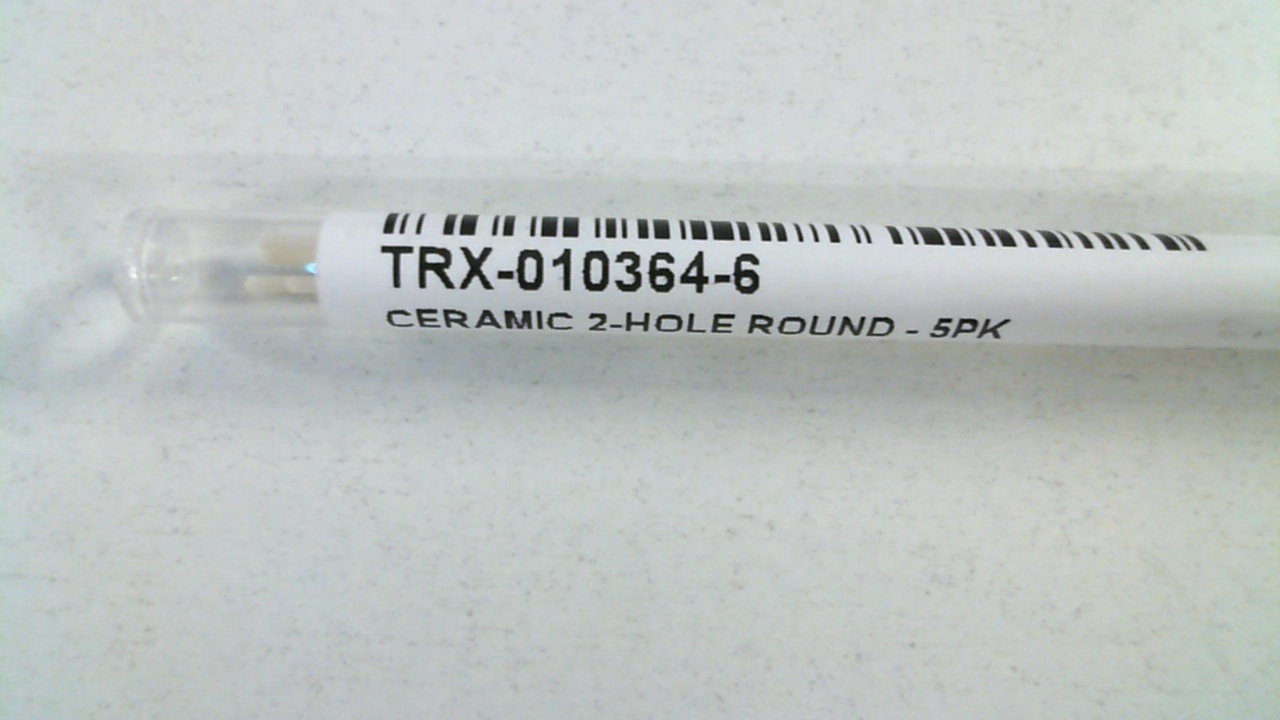 TRX-010364-6
CERAMIC 2-HOLE ROUND - 5PK